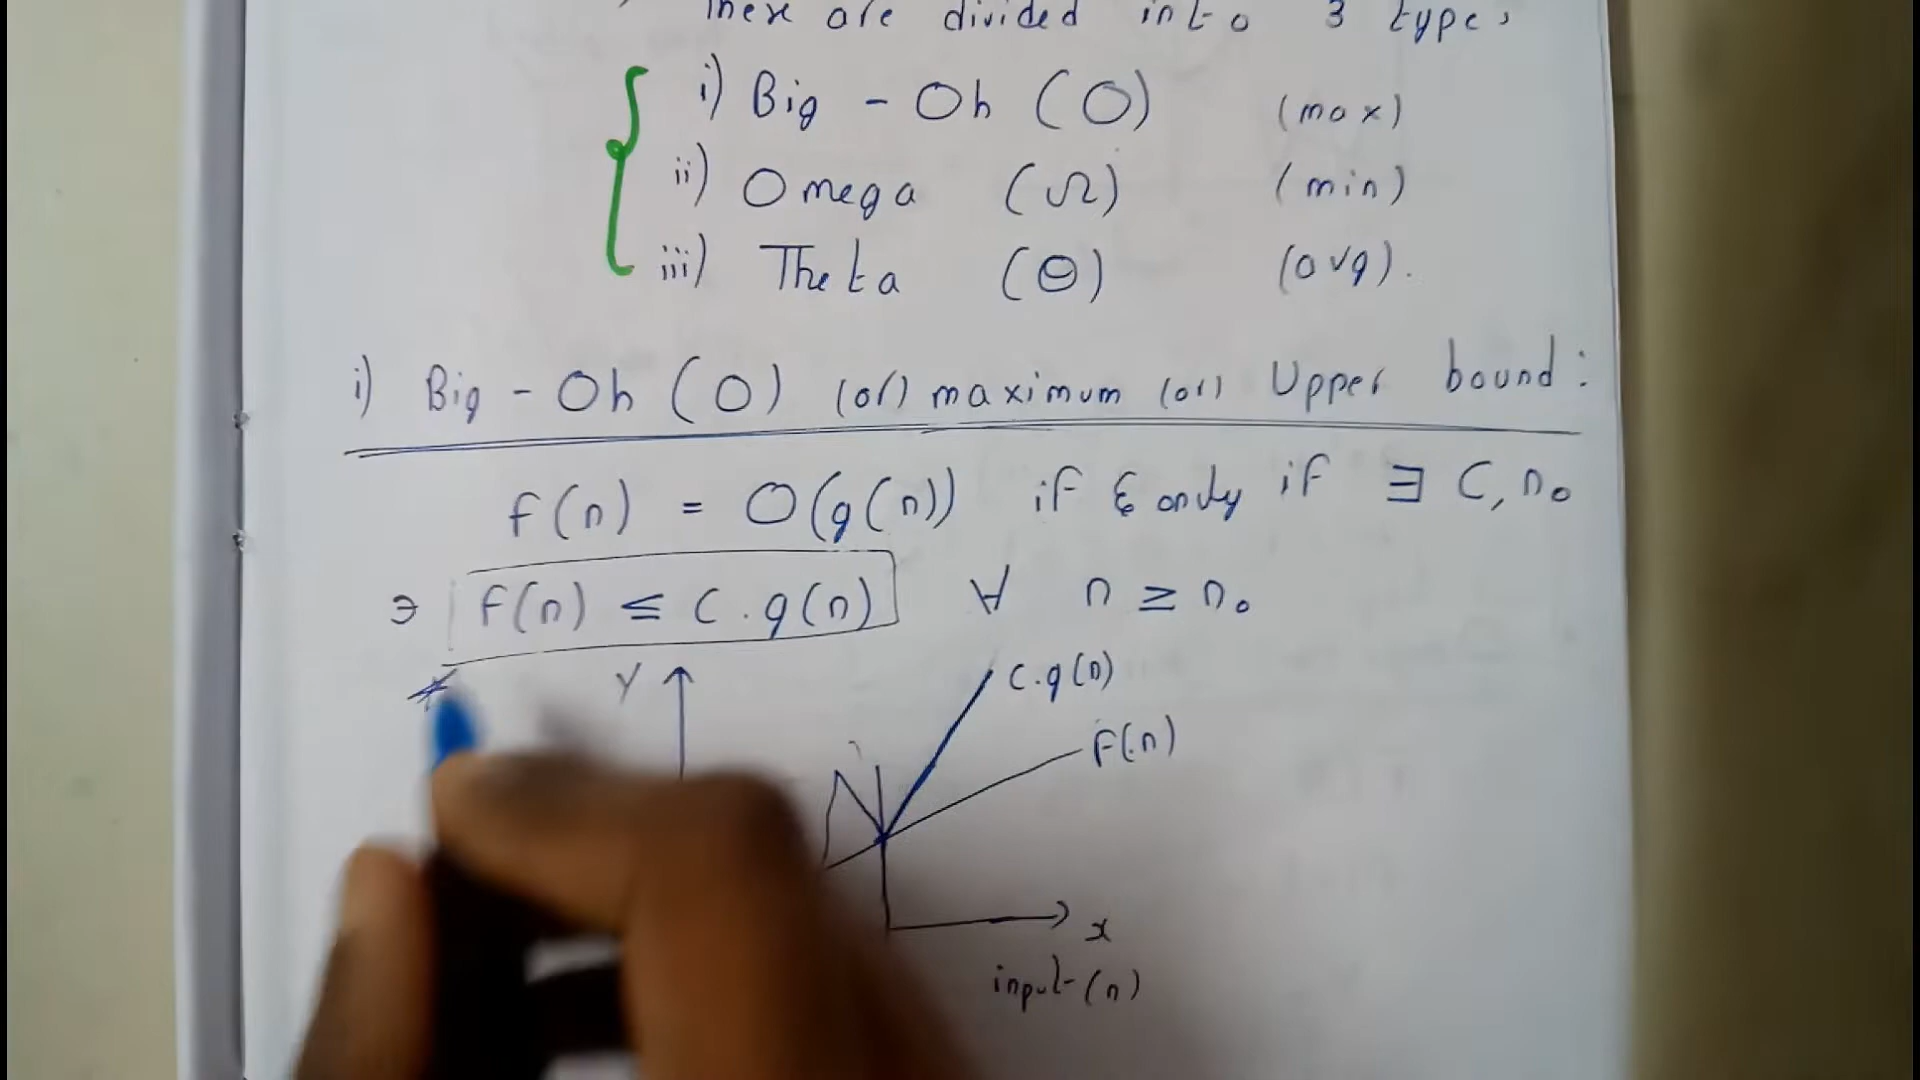 These are divided into 3 types
i) Big - Oh (O) (max)
ii) Omega (Ω) (min)
iii) Theta (Θ) (avg).
i) Big - Oh (O) (or) maximum (or) Upper bound :
f(n) = O(g(n)) if & only if ∃ C, n₀
∋ f(n) ≤ c . g(n) ∀ n ≥ n₀
Y
c.g(n)
f(n)
x
input-(n)